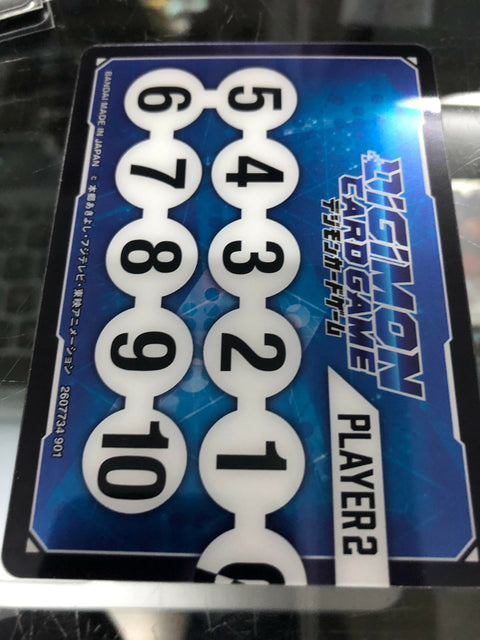 DIGIMON
CARD GAME
デジモンカードゲーム
PLAYER 2
0 1 2 3 4 5
10 9 8 7 6
BANDAI MADE IN JAPAN © 本郷あきよし・フジテレビ・東映アニメーション 2607734 901